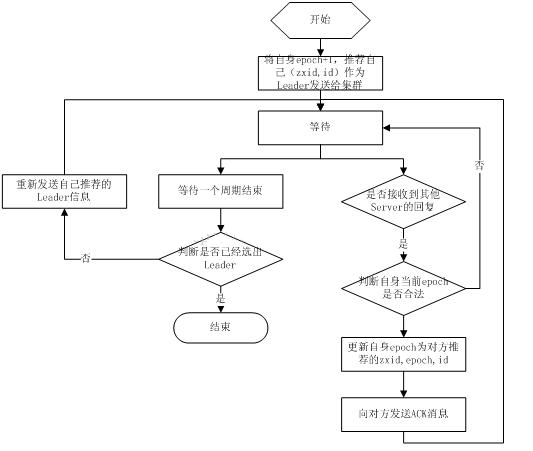 开始
将自身epoch+1，推荐自
己（zxid,id）作为
Leader发送给集群
等待
重新发送自己推荐的
Leader信息
等待一个周期结束
是否接收到其他
Server的回复
否
是
判断是否已经选出
Leader
否
判断自身当前epoch
是否合法
是
结束
更新自身epoch为对方推
荐的zxid,epoch,id
向对方发送ACK消息